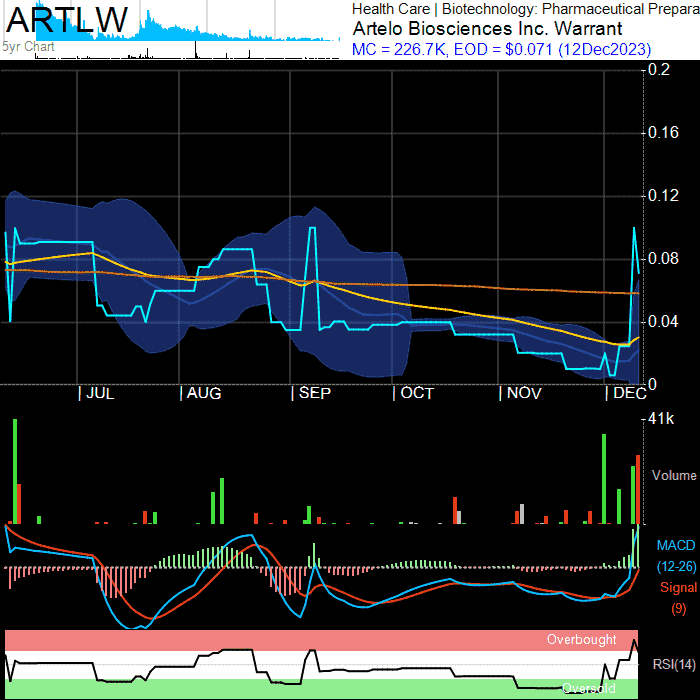 ARTLW
5yr Chart
Health Care | Biotechnology: Pharmaceutical Prepara
Artelo Biosciences Inc. Warrant
MC = 226.7K, EOD = $0.071 (12Dec2023)
0.2
0.16
0.12
0.08
0.04
0
| JUL | AUG | SEP | OCT | NOV | DEC
41k
Volume
MACD
(12-26)
Signal
(9)
Overbought
RSI(14)
Oversold